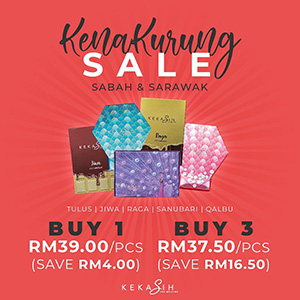 KenaKurung
SALE
SABAH & SARAWAK
KEKASIH
TULUS | JIWA | RAGA | SANUBARI | QALBU
BUY 1
RM39.00/PCS
(SAVE RM4.00)
BUY 3
RM37.50/PCS
(SAVE RM16.50)
KEKASIH